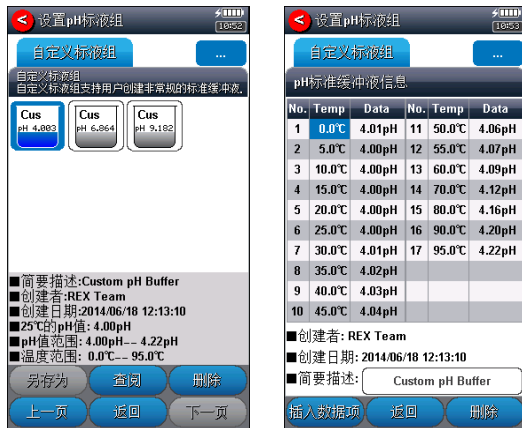 设置pH标液组
10:52
自定义标液组
...
自定义标液组
自定义标液组支持用户创建非常规的标准缓冲液.
Cus
pH 4.003
Cus
pH 6.864
Cus
pH 9.182
■简要描述:Custom pH Buffer
■创建者:REX Team
■创建日期:2014/06/18 12:13:10
■25℃的pH值: 4.00pH
■pH值范围: 4.00pH-- 4.22pH
■温度范围: 0.0℃-- 95.0℃
另存为 查阅 删除
上一页 返回 下一页
设置pH标液组
10:53
自定义标液组
...
pH标准缓冲液信息
No. Temp Data No. Temp Data
1 0.0℃ 4.01pH 11 50.0℃ 4.06pH
2 5.0℃ 4.00pH 12 55.0℃ 4.07pH
3 10.0℃ 4.00pH 13 60.0℃ 4.09pH
4 15.0℃ 4.00pH 14 70.0℃ 4.12pH
5 20.0℃ 4.00pH 15 80.0℃ 4.16pH
6 25.0℃ 4.00pH 16 90.0℃ 4.20pH
7 30.0℃ 4.01pH 17 95.0℃ 4.22pH
8 35.0℃ 4.02pH
9 40.0℃ 4.03pH
10 45.0℃ 4.04pH
■创建者: REX Team
■创建日期: 2014/06/18 12:13:10
■简要描述: Custom pH Buffer
插入数据项 返回 删除